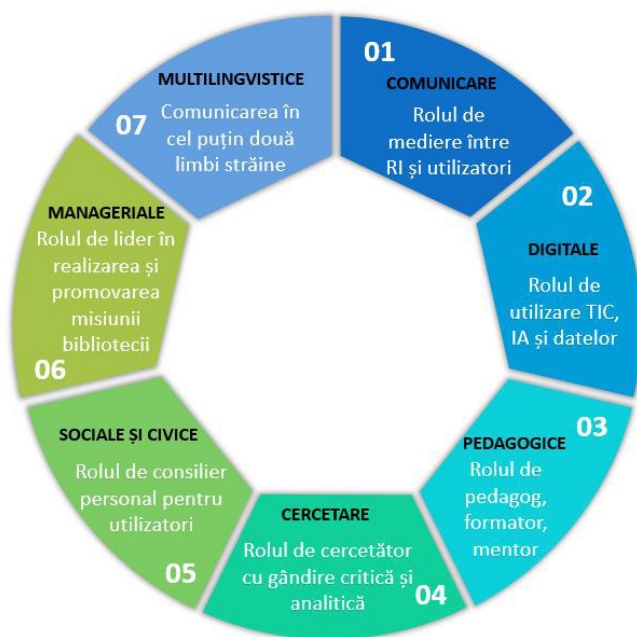 01
COMUNICARE
Rolul de
mediere între
RI și utilizatori
02
DIGITALE
Rolul de
utilizare TIC,
IA și datelor
03
PEDAGOGICE
Rolul de
pedagog,
formator,
mentor
CERCETARE
Rolul de cercetător
cu gândire critică și
analitică
04
SOCIALE ȘI CIVICE
Rolul de consilier
personal pentru
utilizatori
05
MANAGERIALE
Rolul de lider în
realizarea și
promovarea
misiunii
bibliotecii
06
MULTILINGVISTICE
07
Comunicarea în
cel puțin două
limbi străine